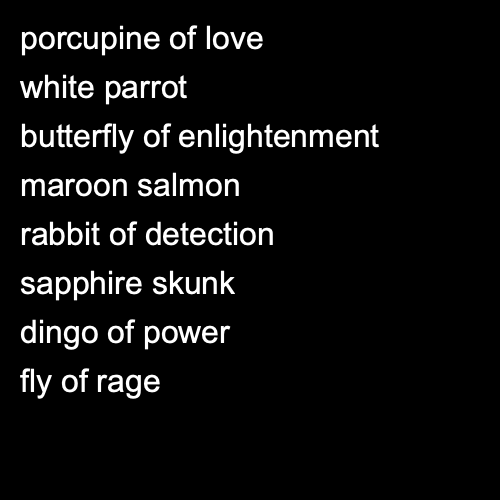 porcupine of love
white parrot
butterfly of enlightenment
maroon salmon
rabbit of detection
sapphire skunk
dingo of power
fly of rage